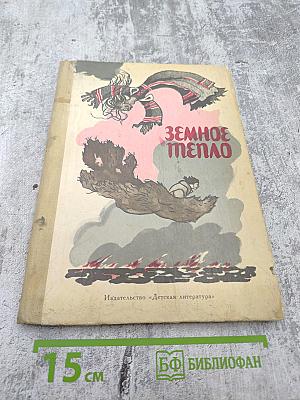 ЗЕМНОЕ
ТЕПЛО
Издательство «Детская литература»
15 см
БФ БИБЛИОФАН